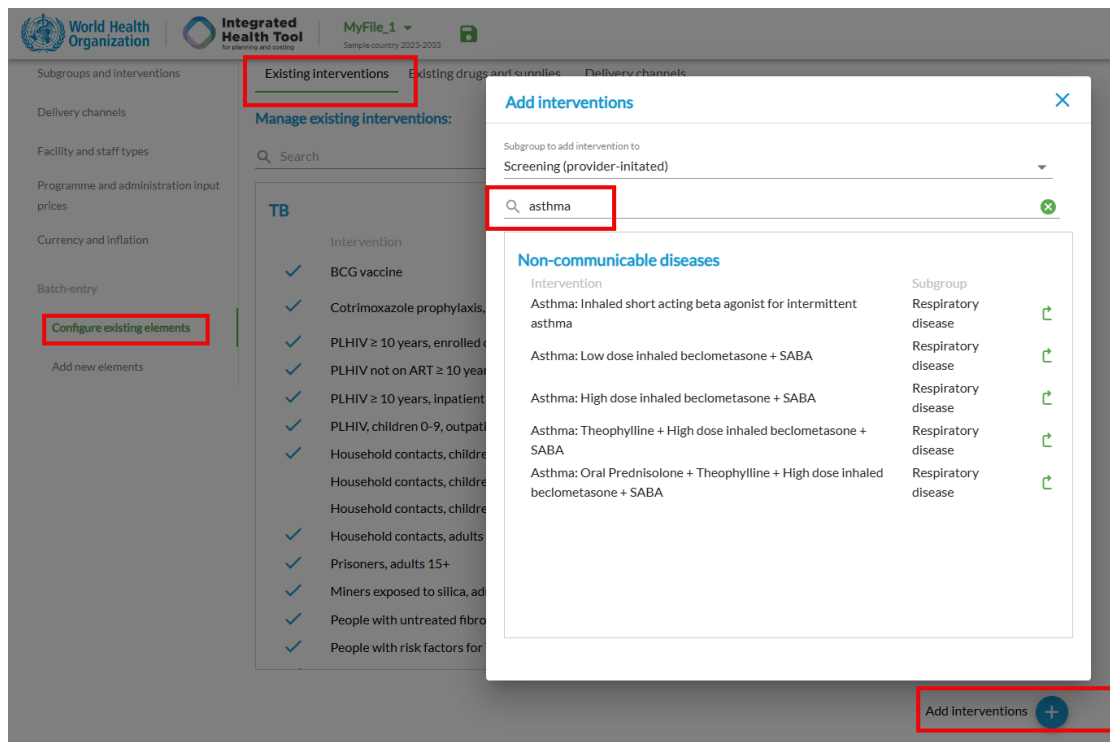 World Health
Organization
Integrated
Health Tool
for planning and costing
MyFile_1
Sample country 2023-2033
Subgroups and interventions
Delivery channels
Facility and staff types
Programme and administration input
prices
Currency and inflation
Batch-entry
Configure existing elements
Add new elements
Existing interventions
Existing drugs and supplies
Delivery channels
Manage existing interventions:
Search
TB
Intervention
BCG vaccine
Cotrimoxazole prophylaxis,
PLHIV ≥ 10 years, enrolled
PLHIV not on ART ≥ 10
PLHIV ≥ 10 years, inpatient
PLHIV, children 0-9,
Household contacts,
Household contacts,
Household contacts,
Household contacts, adults
Prisoners, adults 15+
Miners exposed to silica,
People with untreated
People with risk factors for
Add interventions
Subgroup to add intervention to
Screening (provider-initated)
asthma
Non-communicable diseases
Intervention
Subgroup
Asthma: Inhaled short acting beta agonist for intermittent
asthma
Respiratory
disease
Asthma: Low dose inhaled beclometasone + SABA
Respiratory
disease
Asthma: High dose inhaled beclometasone + SABA
Respiratory
disease
Asthma: Theophylline + High dose inhaled beclometasone +
SABA
Respiratory
disease
Asthma: Oral Prednisolone + Theophylline + High dose inhaled
beclometasone + SABA
Respiratory
disease
Add interventions